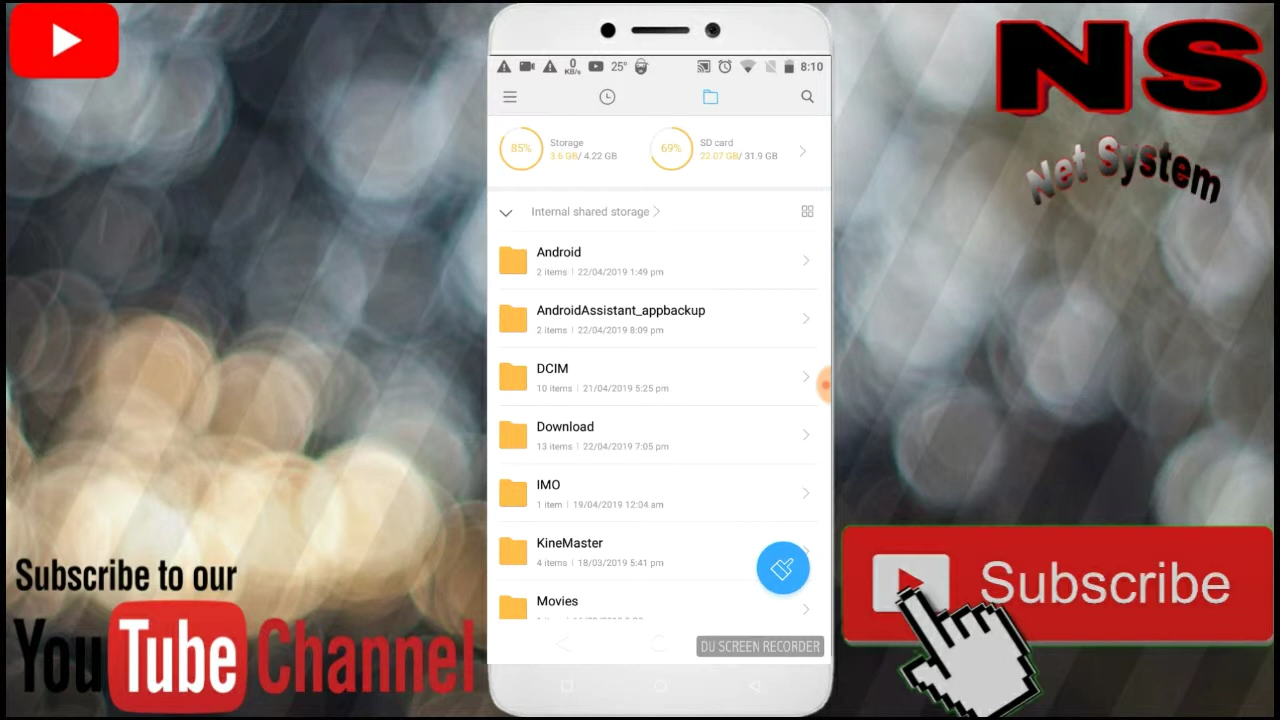 NS
Net System
0
KB/s
25°
8:10
85%
Storage
3.6 GB/ 4.22 GB
69%
SD card
22.07 GB/ 31.9 GB
Internal shared storage
Android
2 items | 22/04/2019 1:49 pm
AndroidAssistant_appbackup
2 items | 22/04/2019 8:09 pm
DCIM
10 items | 21/04/2019 5:25 pm
Download
13 items | 22/04/2019 7:05 pm
IMO
1 item | 19/04/2019 12:04 am
KineMaster
4 items | 18/03/2019 5:41 pm
Movies
DU SCREEN RECORDER
Subscribe to our
YouTube Channel
Subscribe